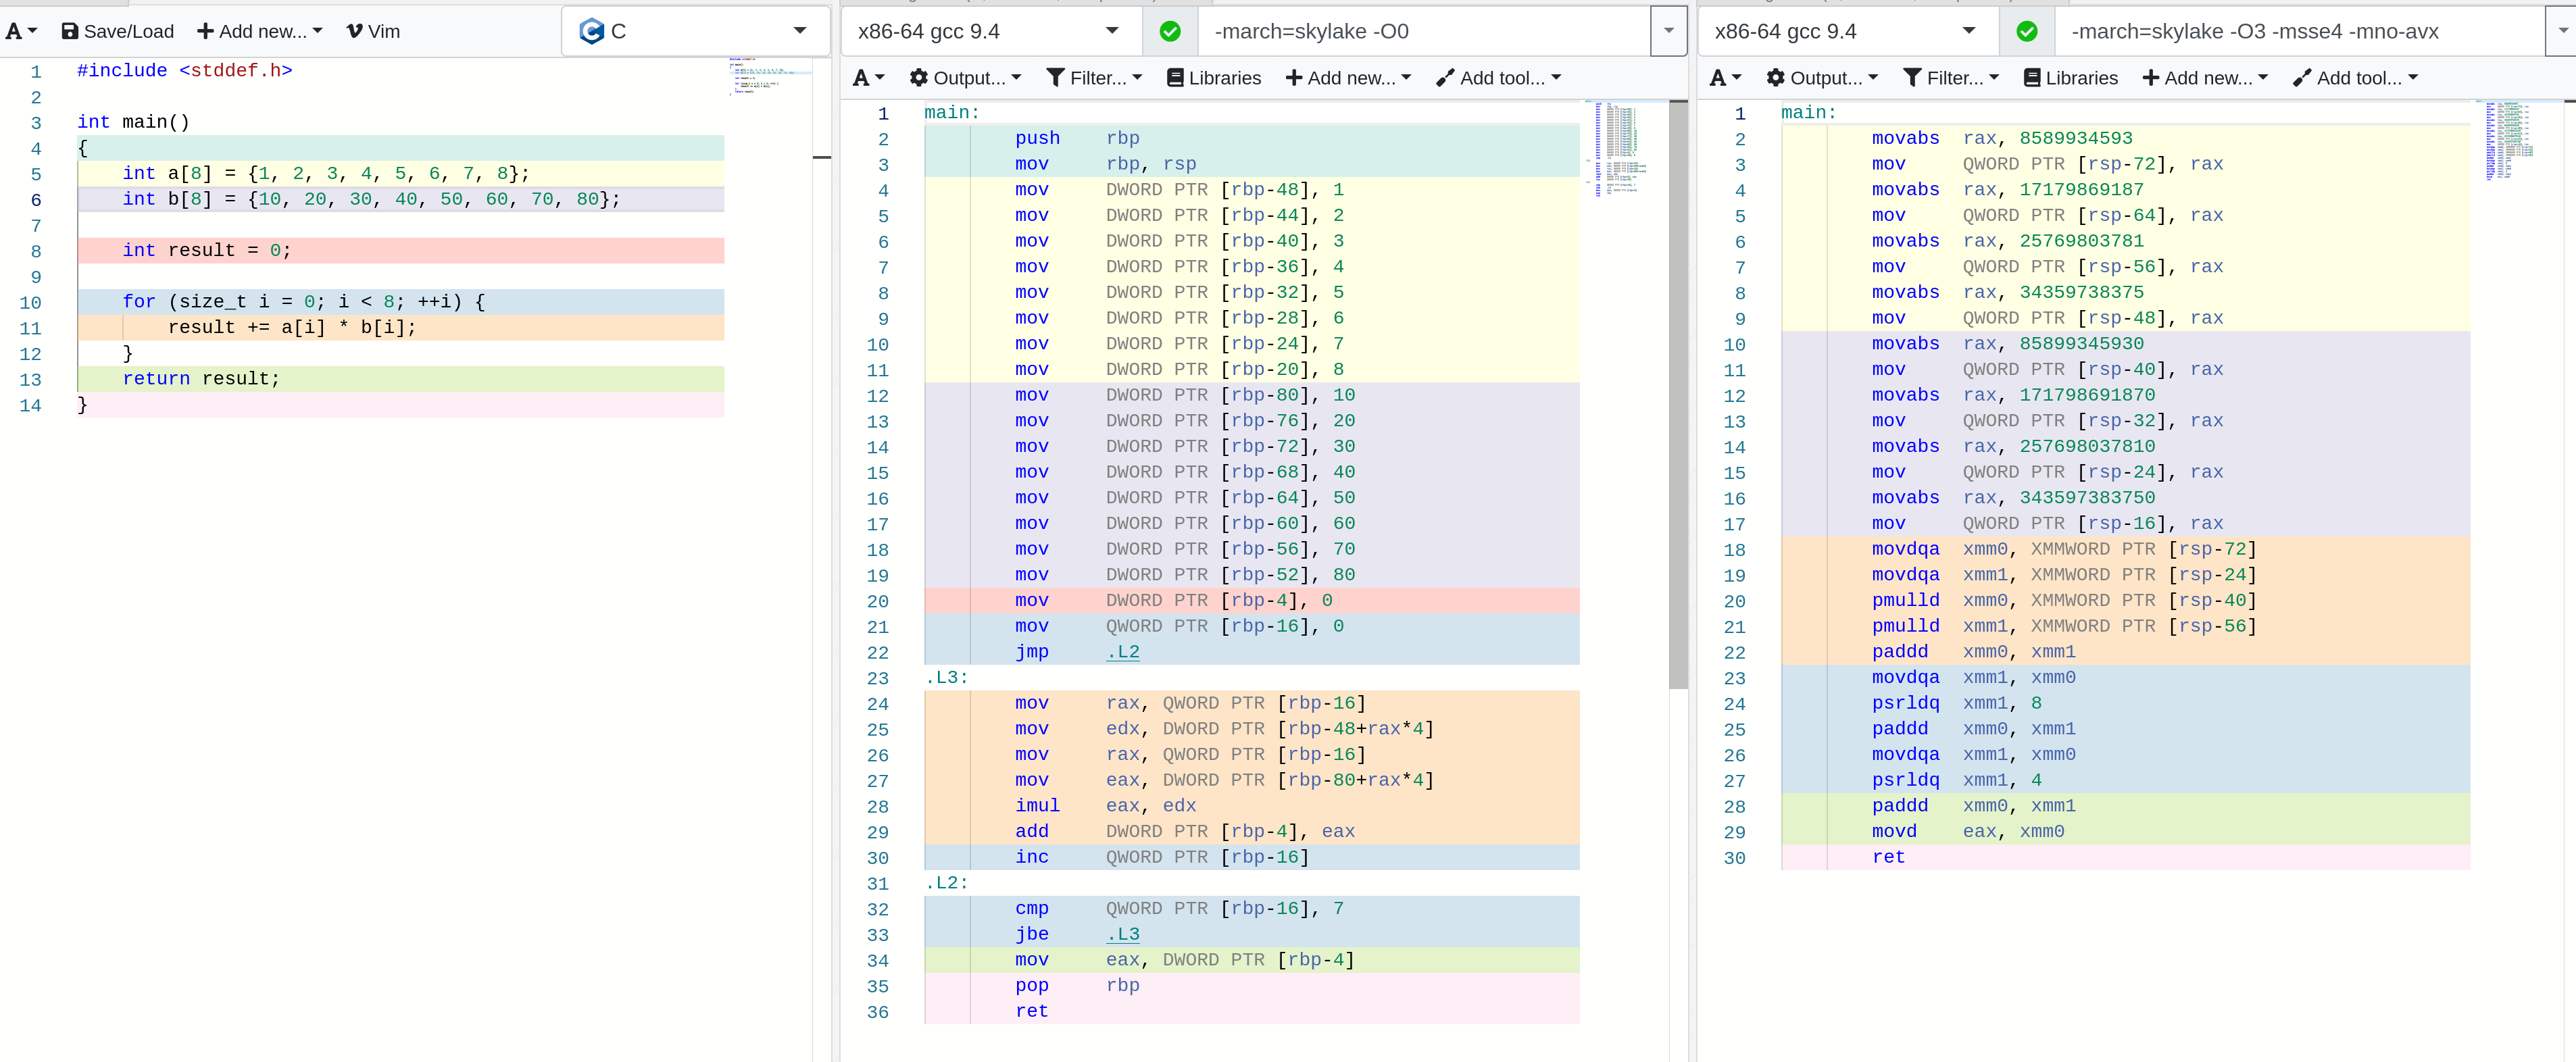 A Save/Load + Add new... Vim C
1 #include <stddef.h>
2
3 int main()
4 {
5 int a[8] = {1, 2, 3, 4, 5, 6, 7, 8};
6 int b[8] = {10, 20, 30, 40, 50, 60, 70, 80};
7
8 int result = 0;
9
10 for (size_t i = 0; i < 8; ++i) {
11 result += a[i] * b[i];
12 }
13 return result;
14 }
x86-64 gcc 9.4 -march=skylake -O0
A Output... Filter... Libraries + Add new... Add tool...
1 main:
2 push rbp
3 mov rbp, rsp
4 mov DWORD PTR [rbp-48], 1
5 mov DWORD PTR [rbp-44], 2
6 mov DWORD PTR [rbp-40], 3
7 mov DWORD PTR [rbp-36], 4
8 mov DWORD PTR [rbp-32], 5
9 mov DWORD PTR [rbp-28], 6
10 mov DWORD PTR [rbp-24], 7
11 mov DWORD PTR [rbp-20], 8
12 mov DWORD PTR [rbp-80], 10
13 mov DWORD PTR [rbp-76], 20
14 mov DWORD PTR [rbp-72], 30
15 mov DWORD PTR [rbp-68], 40
16 mov DWORD PTR [rbp-64], 50
17 mov DWORD PTR [rbp-60], 60
18 mov DWORD PTR [rbp-56], 70
19 mov DWORD PTR [rbp-52], 80
20 mov DWORD PTR [rbp-4], 0
21 mov QWORD PTR [rbp-16], 0
22 jmp .L2
23 .L3:
24 mov rax, QWORD PTR [rbp-16]
25 mov edx, DWORD PTR [rbp-48+rax*4]
26 mov rax, QWORD PTR [rbp-16]
27 mov eax, DWORD PTR [rbp-80+rax*4]
28 imul eax, edx
29 add DWORD PTR [rbp-4], eax
30 inc QWORD PTR [rbp-16]
31 .L2:
32 cmp QWORD PTR [rbp-16], 7
33 jbe .L3
34 mov eax, DWORD PTR [rbp-4]
35 pop rbp
36 ret
x86-64 gcc 9.4 -march=skylake -O3 -msse4 -mno-avx
A Output... Filter... Libraries + Add new... Add tool...
1 main:
2 movabs rax, 8589934593
3 mov QWORD PTR [rsp-72], rax
4 movabs rax, 17179869187
5 mov QWORD PTR [rsp-64], rax
6 movabs rax, 25769803781
7 mov QWORD PTR [rsp-56], rax
8 movabs rax, 34359738375
9 mov QWORD PTR [rsp-48], rax
10 movabs rax, 85899345930
11 mov QWORD PTR [rsp-40], rax
12 movabs rax, 171798691870
13 mov QWORD PTR [rsp-32], rax
14 movabs rax, 257698037810
15 mov QWORD PTR [rsp-24], rax
16 movabs rax, 343597383750
17 mov QWORD PTR [rsp-16], rax
18 movdqa xmm0, XMMWORD PTR [rsp-72]
19 movdqa xmm1, XMMWORD PTR [rsp-24]
20 pmulld xmm0, XMMWORD PTR [rsp-40]
21 pmulld xmm1, XMMWORD PTR [rsp-56]
22 paddd xmm0, xmm1
23 movdqa xmm1, xmm0
24 psrldq xmm1, 8
25 paddd xmm0, xmm1
26 movdqa xmm1, xmm0
27 psrldq xmm1, 4
28 paddd xmm0, xmm1
29 movd eax, xmm0
30 ret